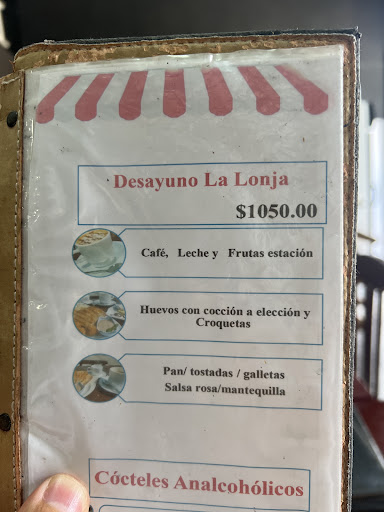 Desayuno La Lonja
$1050.00
Café, Leche y Frutas estación
Huevos con cocción a elección y
Croquetas
Pan/ tostadas / galletas
Salsa rosa/mantequilla
Cócteles Analcohólicos